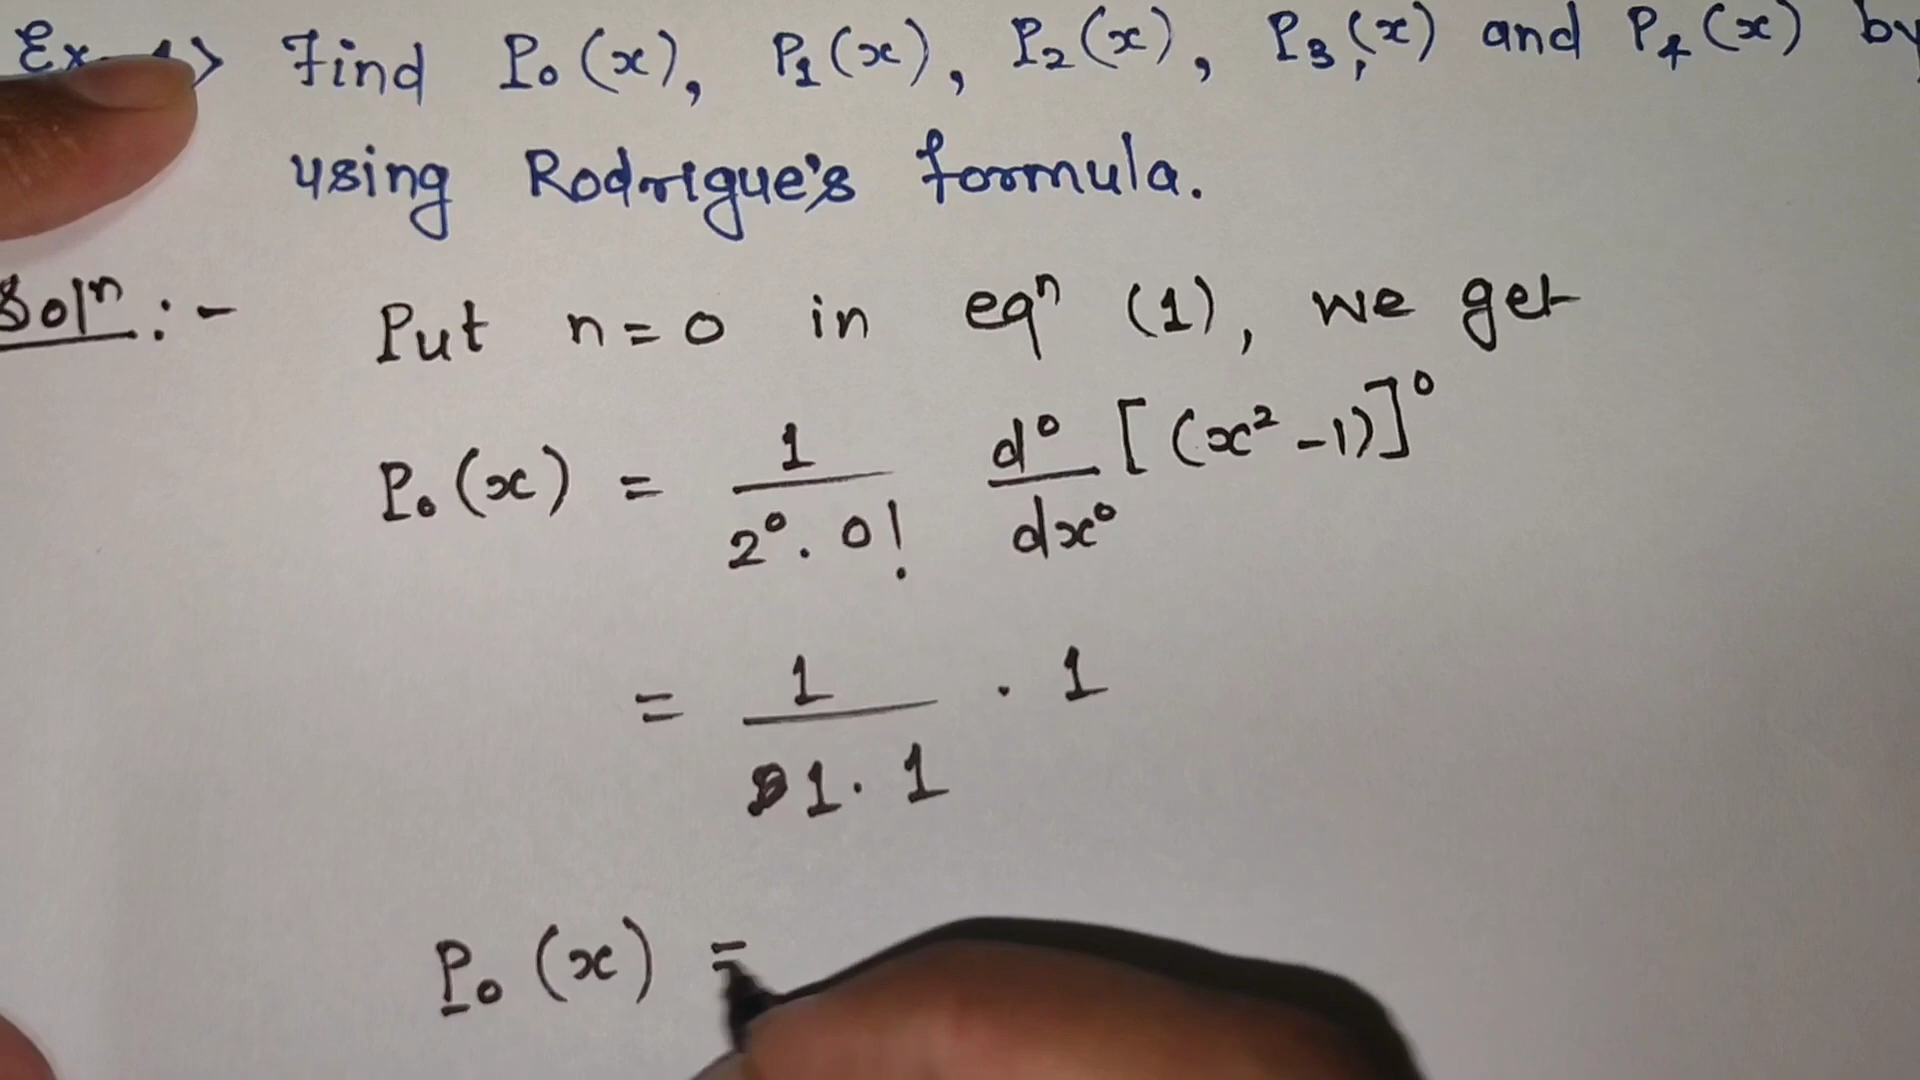 Ex-1> Find P₀(x), P₁(x), P₂(x), P₃(x) and P₄(x) by
using Rodrigue's formula.
Solⁿ :- Put n=0 in eqⁿ (1), we get
P₀(x) = 1/(2⁰. 0!) d⁰/dx⁰ [(x²-1)]⁰
= 1/(1. 1) . 1
P₀(x) =